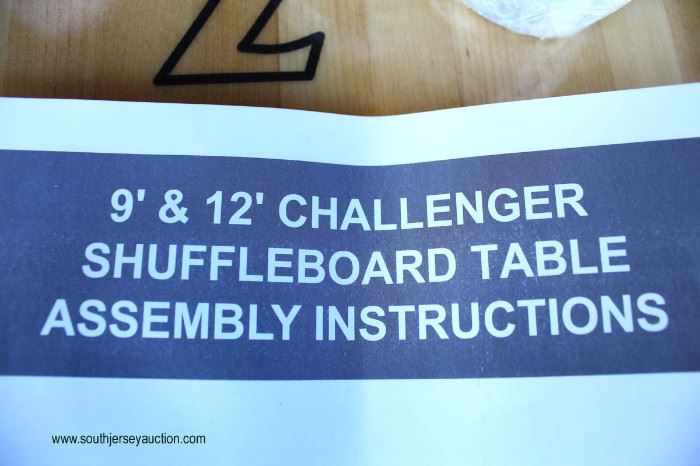 9' & 12' CHALLENGER
SHUFFLEBOARD TABLE
ASSEMBLY INSTRUCTIONS
www.southjerseyauction.com